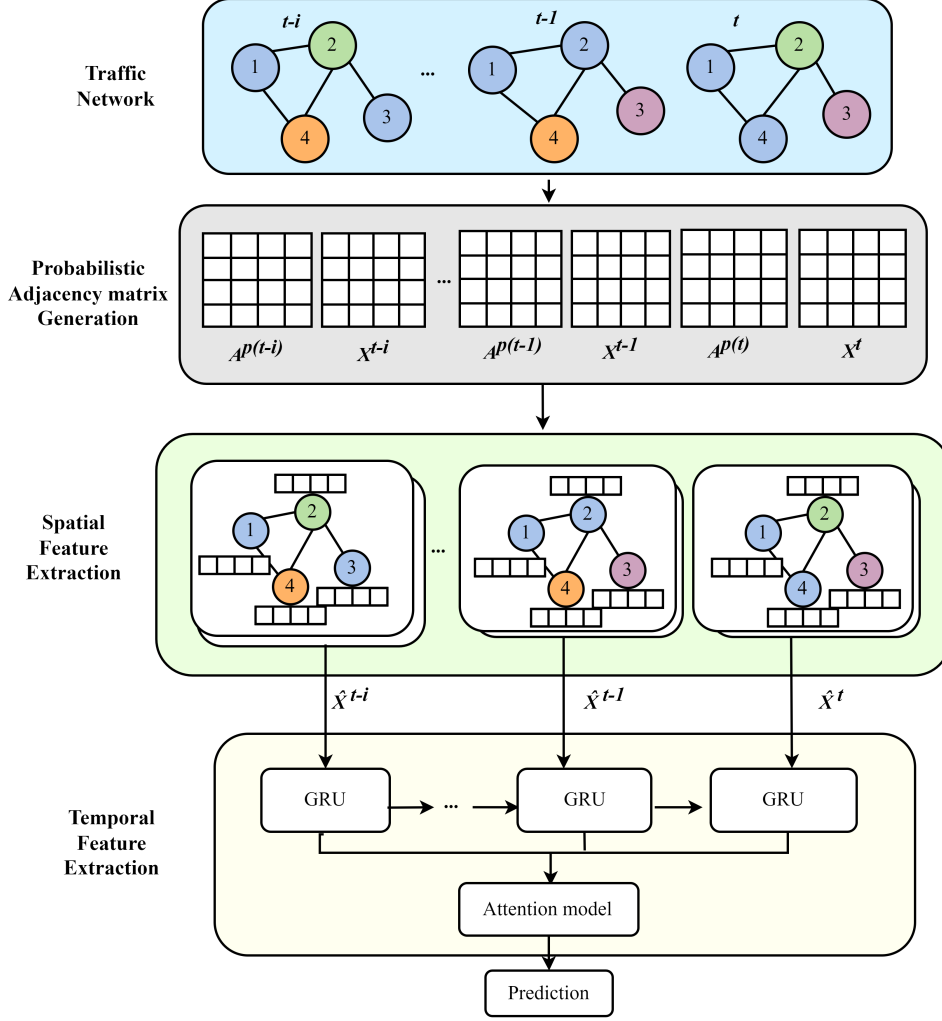 t-i
t-1
t
1
2
3
4
...
1
2
3
4
1
2
3
4
Traffic
Network
Probabilistic
Adjacency matrix
Generation
...
A^p(t-i)
X^t-i
A^p(t-1)
X^t-1
A^p(t)
X^t
Spatial
Feature
Extraction
1
2
3
4
...
1
2
3
4
1
2
3
4
X̂^t-i
X̂^t-1
X̂^t
Temporal
Feature
Extraction
GRU
...
GRU
GRU
Attention model
Prediction